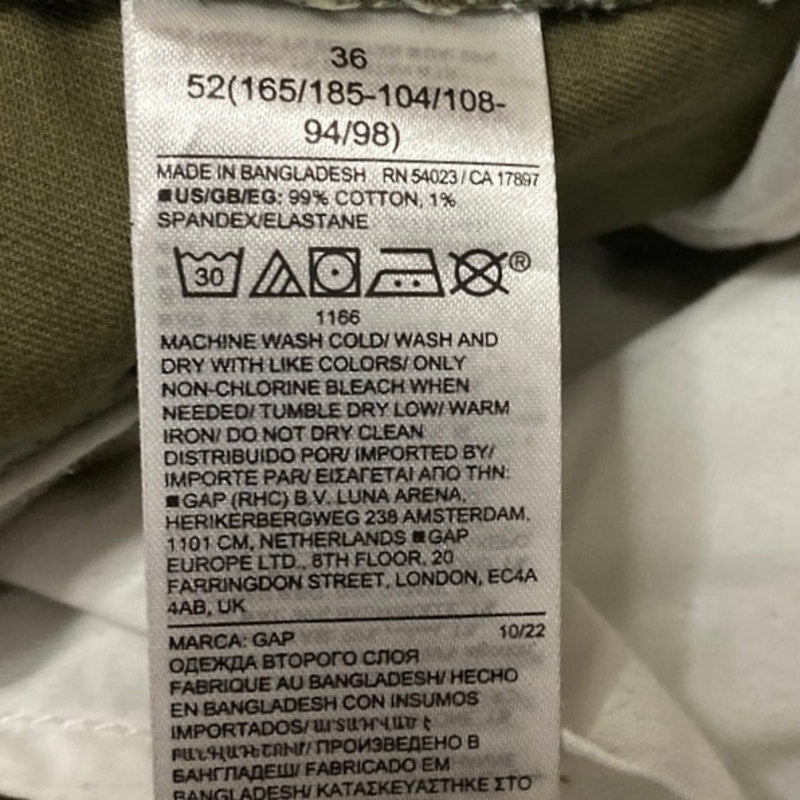 36
52(165/185-104/108-
94/98)
MADE IN BANGLADESH RN 54023 / CA 17897
■US/GB/EG: 99% COTTON, 1%
SPANDEX/ELASTANE
30
®
1166
MACHINE WASH COLD/ WASH AND
DRY WITH LIKE COLORS/ ONLY
NON-CHLORINE BLEACH WHEN
NEEDED/ TUMBLE DRY LOW/ WARM
IRON/ DO NOT DRY CLEAN
DISTRIBUIDO POR/ IMPORTED BY/
IMPORTE PAR/ ΕΙΣΑΓΕΤΑΙ ΑΠΟ ΤΗΝ:
■GAP (RHC) B.V. LUNA ARENA,
HERIKERBERGWEG 238 AMSTERDAM,
1101 CM, NETHERLANDS ■GAP
EUROPE LTD., 8TH FLOOR, 20
FARRINGDON STREET, LONDON, EC4A
4AB, UK
MARCA: GAP 10/22
ОДЕЖДА ВТОРОГО СЛОЯ
FABRIQUE AU BANGLADESH/ HECHO
EN BANGLADESH CON INSUMOS
IMPORTADOS/ ԱՐՏԱԴՐՎԱԾ Է
ԲԱՆԳԼԱԴԵՇՈՒՄ/ ПРОИЗВЕДЕНО В
БАНГЛАДЕШ/ FABRICADO EM
BANGLADESH/ ΚΑΤΑΣΚΕΥΑΣΤΗΚΕ ΣΤΟ